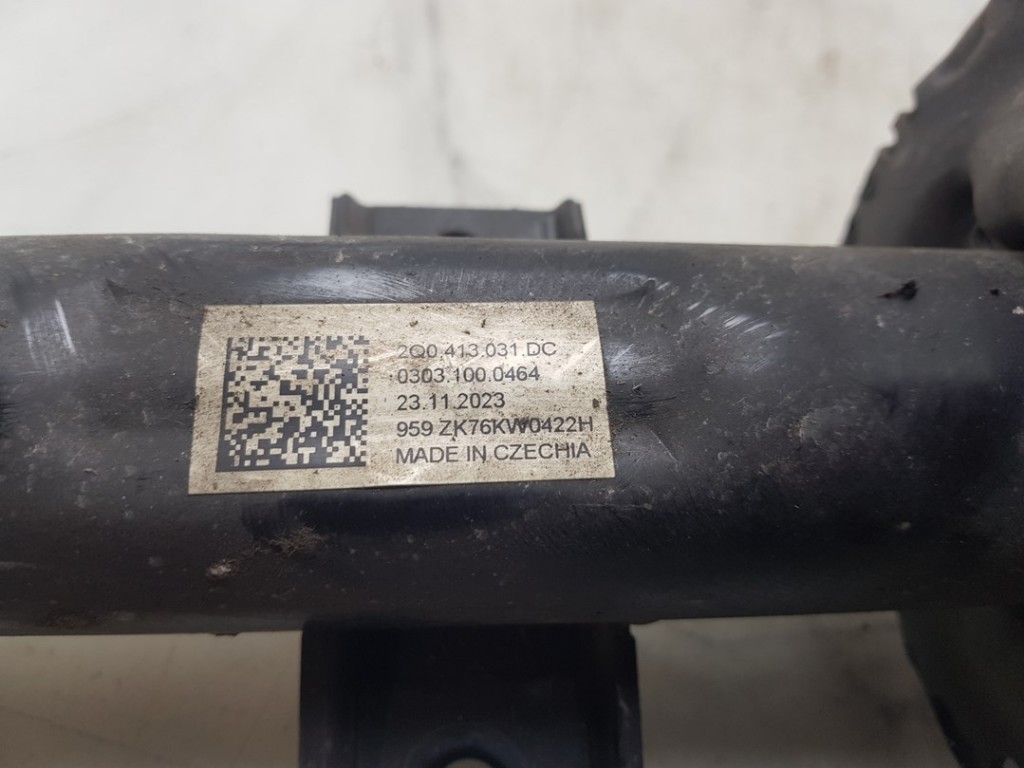 2Q0.413.031.DC
0303.100.0464
23.11.2023
959 ZK76KW0422H
MADE IN CZECHIA